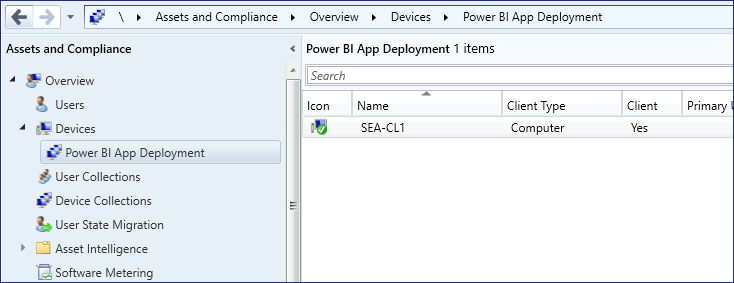 \ Assets and Compliance Overview Devices Power BI App Deployment
Assets and Compliance
Overview
Users
Devices
Power BI App Deployment
User Collections
Device Collections
User State Migration
Asset Intelligence
Software Metering
Power BI App Deployment 1 items
Search
Icon Name Client Type Client Primary U
SEA-CL1 Computer Yes